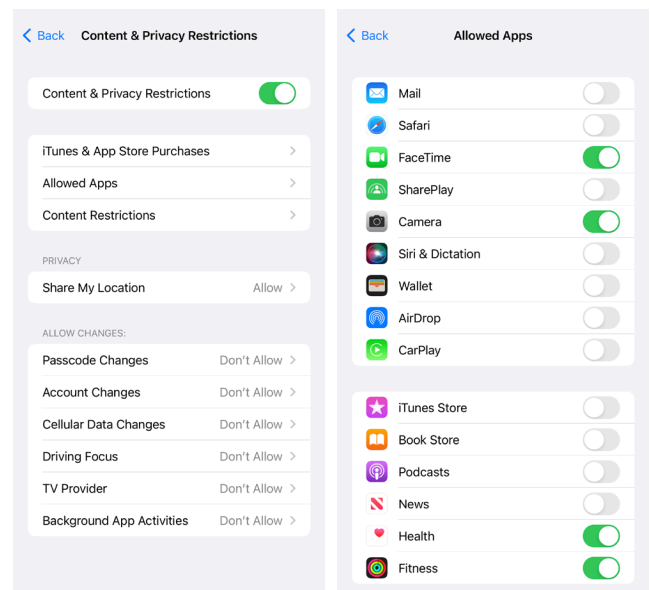 Back Content & Privacy Restrictions
Content & Privacy Restrictions
iTunes & App Store Purchases
Allowed Apps
Content Restrictions
PRIVACY
Share My Location Allow
ALLOW CHANGES:
Passcode Changes Don't Allow
Account Changes Don't Allow
Cellular Data Changes Don't Allow
Driving Focus Don't Allow
TV Provider Don't Allow
Background App Activities Don't Allow
Back Allowed Apps
Mail
Safari
FaceTime
SharePlay
Camera
Siri & Dictation
Wallet
AirDrop
CarPlay
iTunes Store
Book Store
Podcasts
News
Health
Fitness